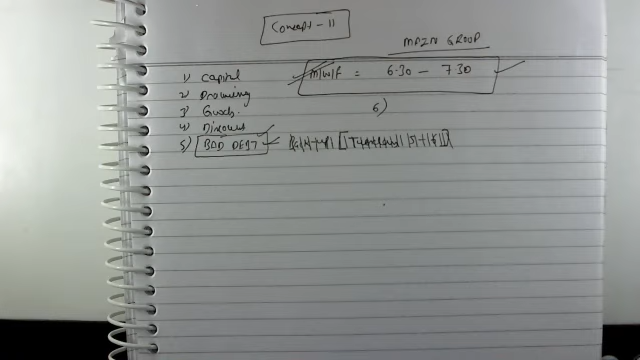 Concept - 11
MAIN GROUP
1) Capital
M/W/F = 6.30 - 7.30
2) Drawing
3) Goods.
6)
4) Discount
5) BAD DEBT